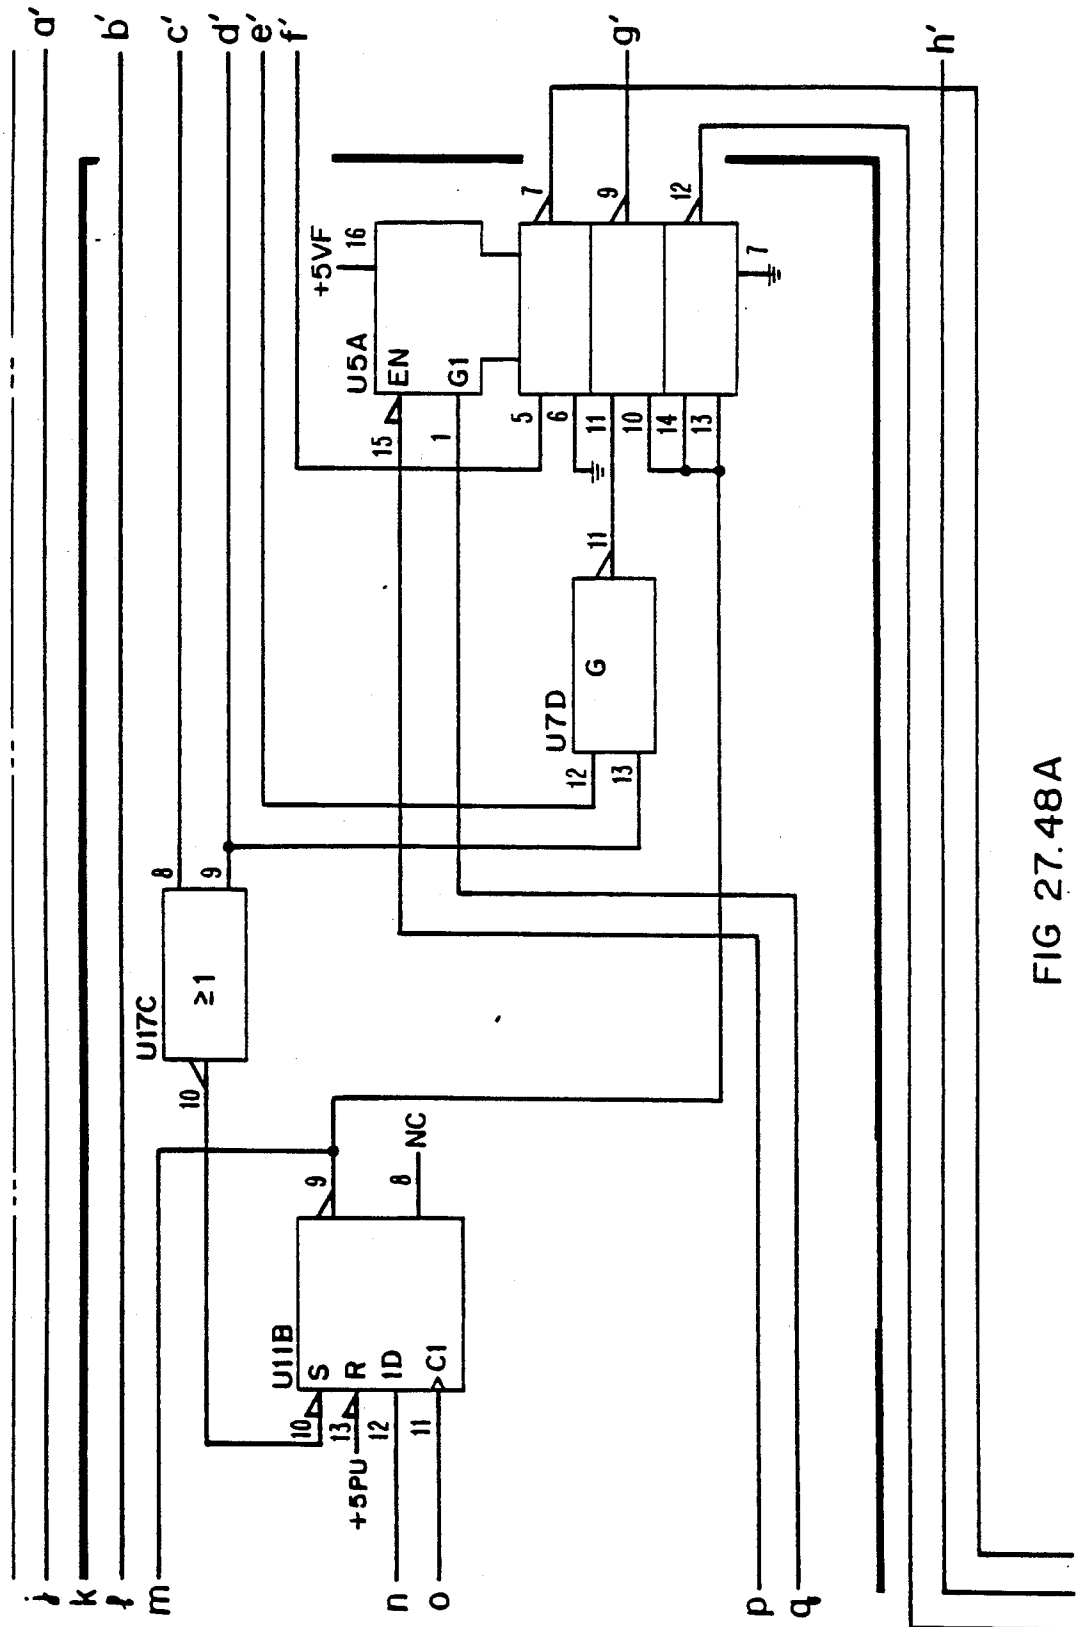 a'
b'
c'
d'
e'
f'
g'
h'
+5VF
16
U5A
EN
G1
15
1
5
6
11
10
14
13
7
9
12
7
U7D
G
11
12
13
U17C
≥1
8
9
10
U11B
S
R
1D
C1
10
13
12
11
+5PU
9
8
NC
j
k
l
m
n
o
p
q
FIG 27.48A